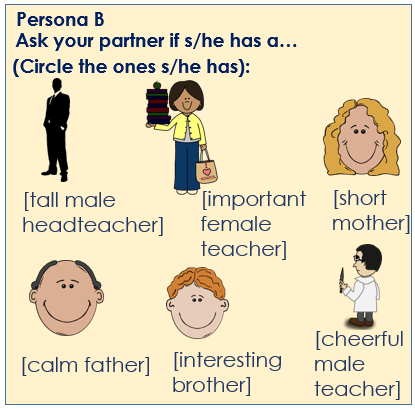 Persona B
Ask your partner if s/he has a…
(Circle the ones s/he has):
[tall male
headteacher]
[important
female
teacher]
[short
mother]
[calm father]
[interesting
brother]
[cheerful
male
teacher]